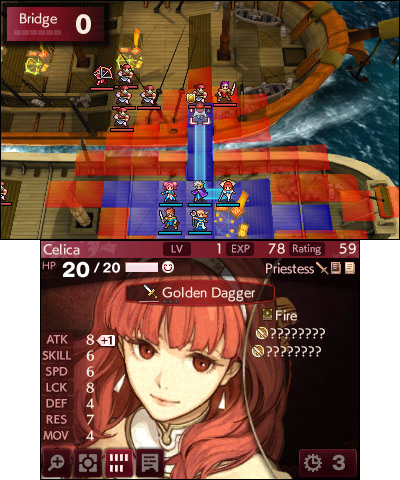 Bridge 0
Celica LV 1 EXP 78 Rating 59
HP 20 / 20 Priestess
Golden Dagger
Fire
????????
????????
ATK 8 +1
SKILL 6
SPD 6
LCK 8
DEF 4
RES 7
MOV 4
3